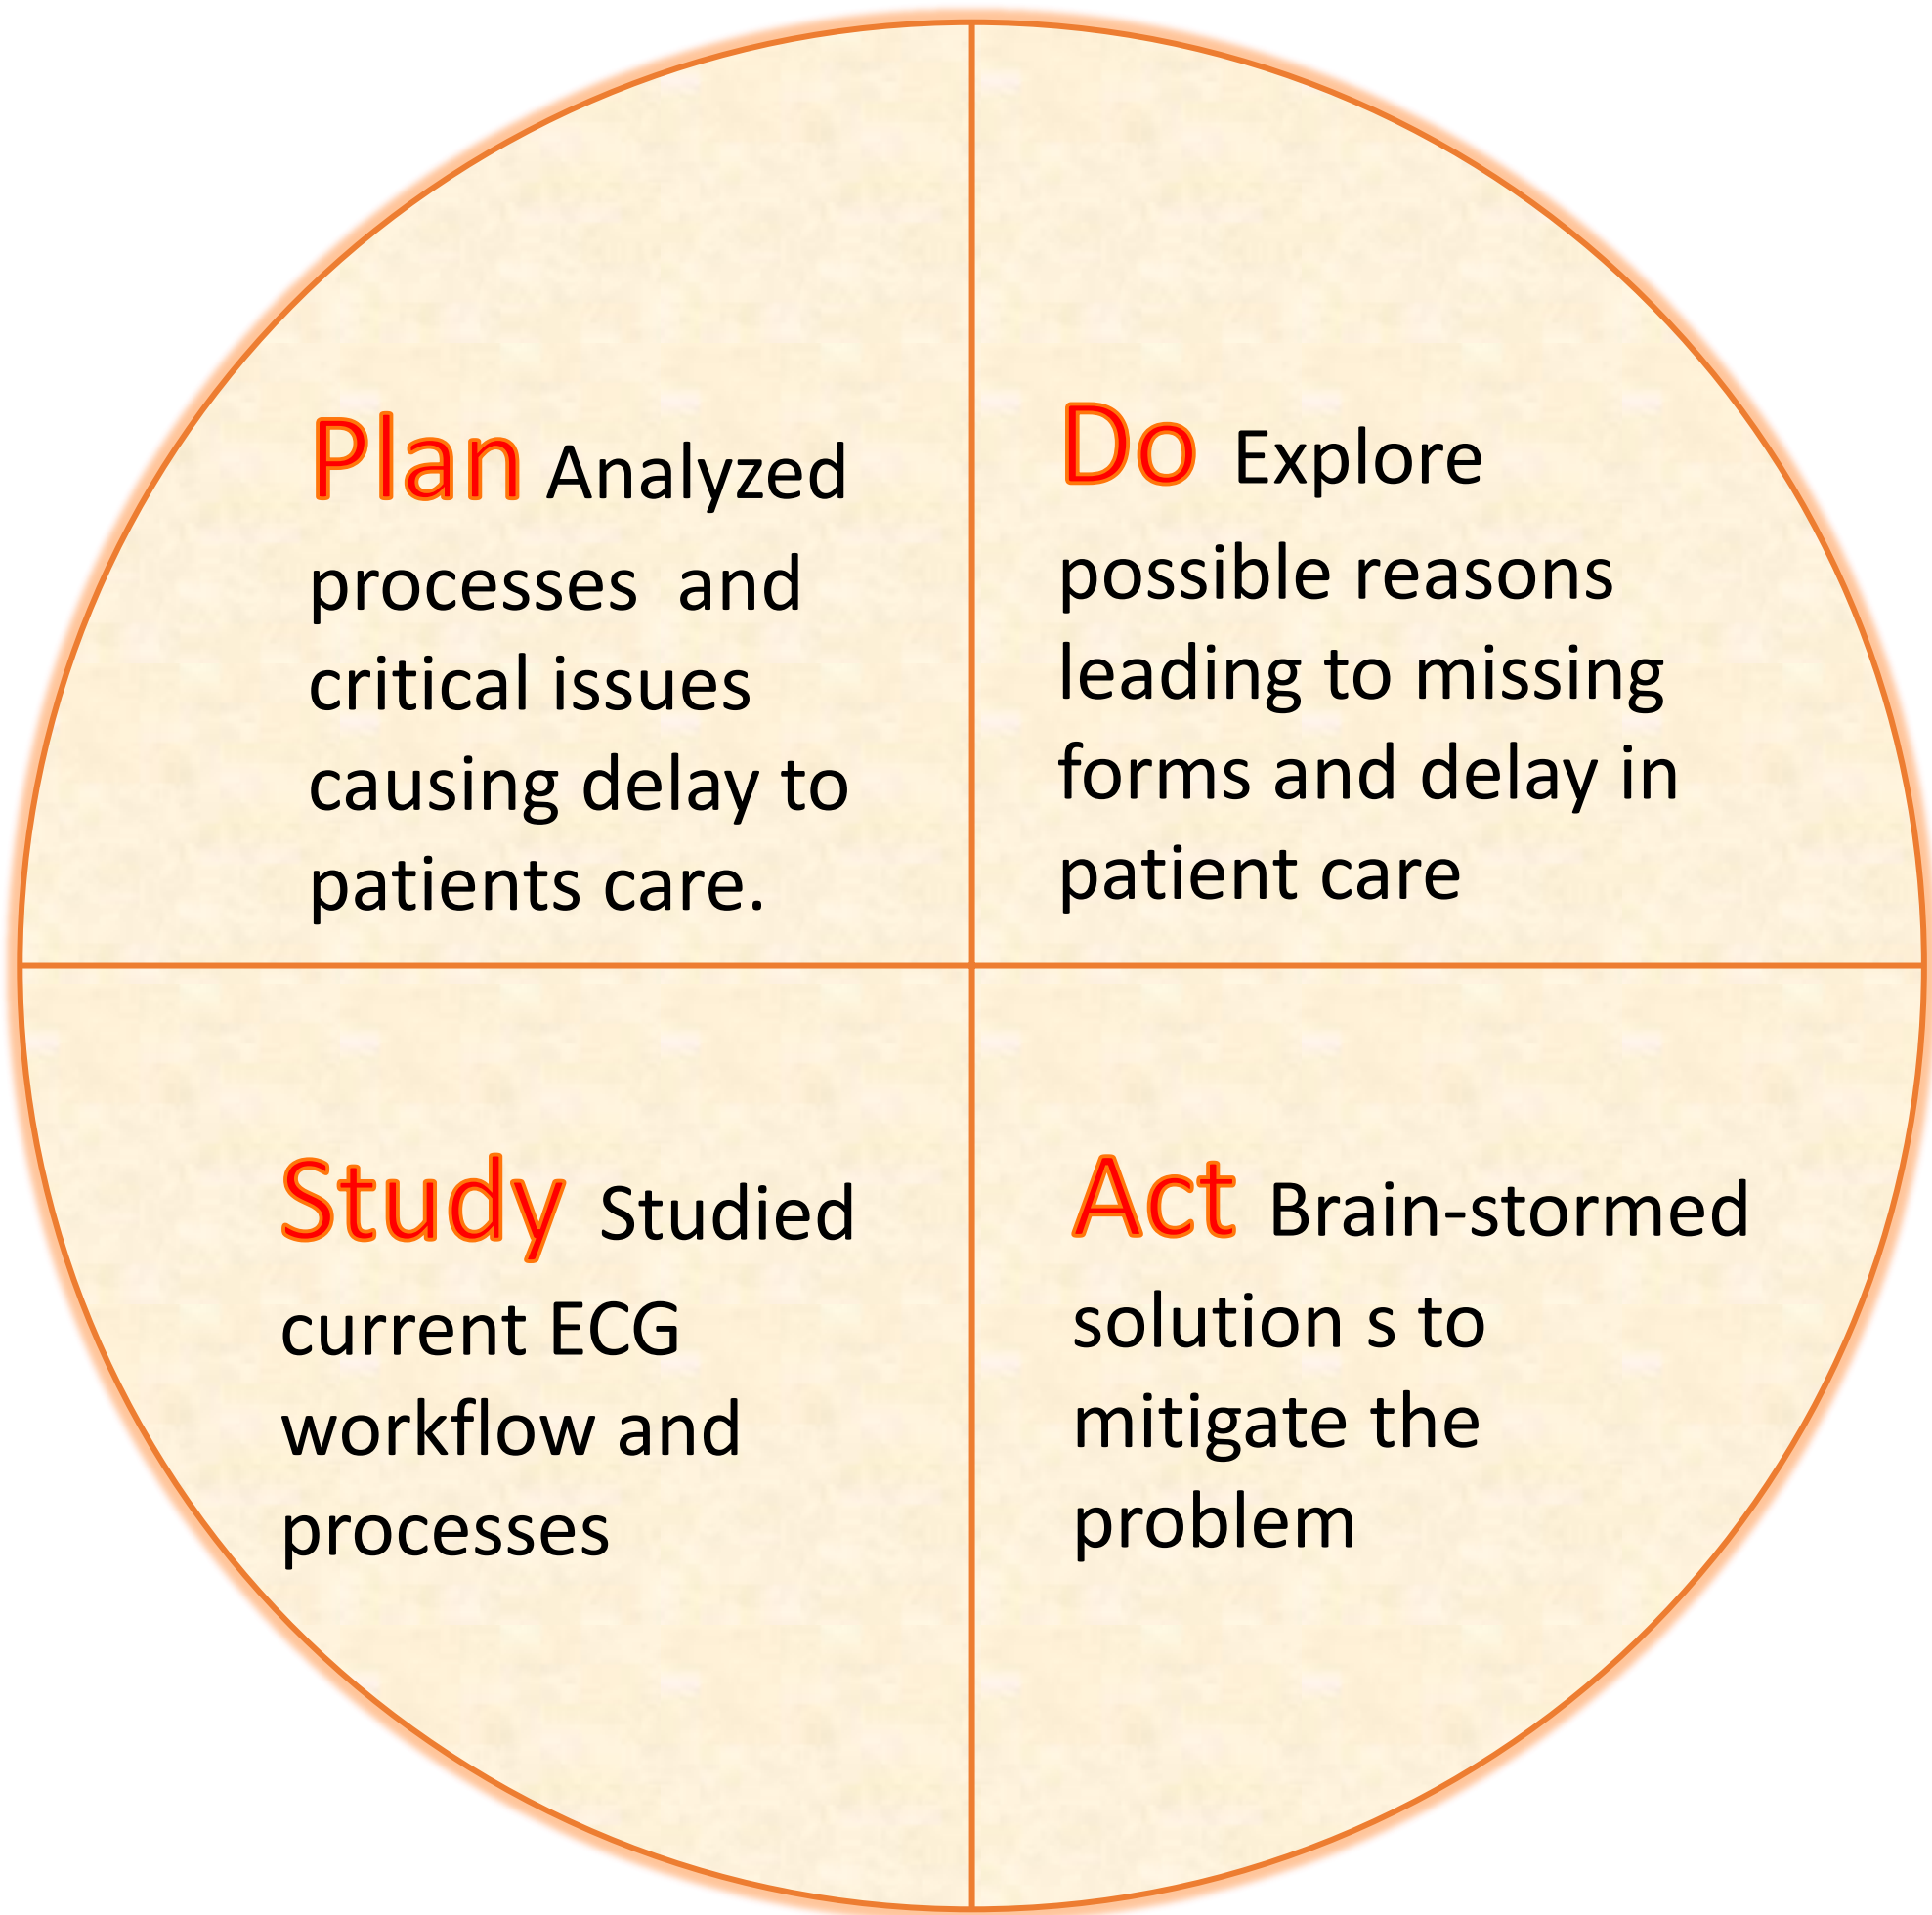 Plan Analyzed
processes  and
critical issues
causing delay to
patients care.
Do Explore
possible reasons
leading to missing
forms and delay in
patient care
Study Studied
current ECG
workflow and
processes
Act Brain-stormed
solution s to
mitigate the
problem